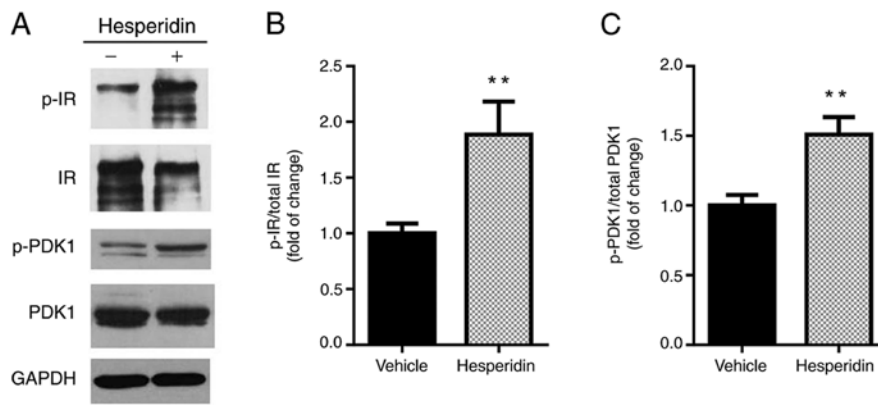 A
Hesperidin
− +
p-IR
IR
p-PDK1
PDK1
GAPDH
B
p-IR/total IR
(fold of change)
2.5
2.0
1.5
1.0
0.5
0.0
**
Vehicle Hesperidin
C
p-PDK1/total PDK1
(fold of change)
2.0
1.5
1.0
0.5
0.0
**
Vehicle Hesperidin